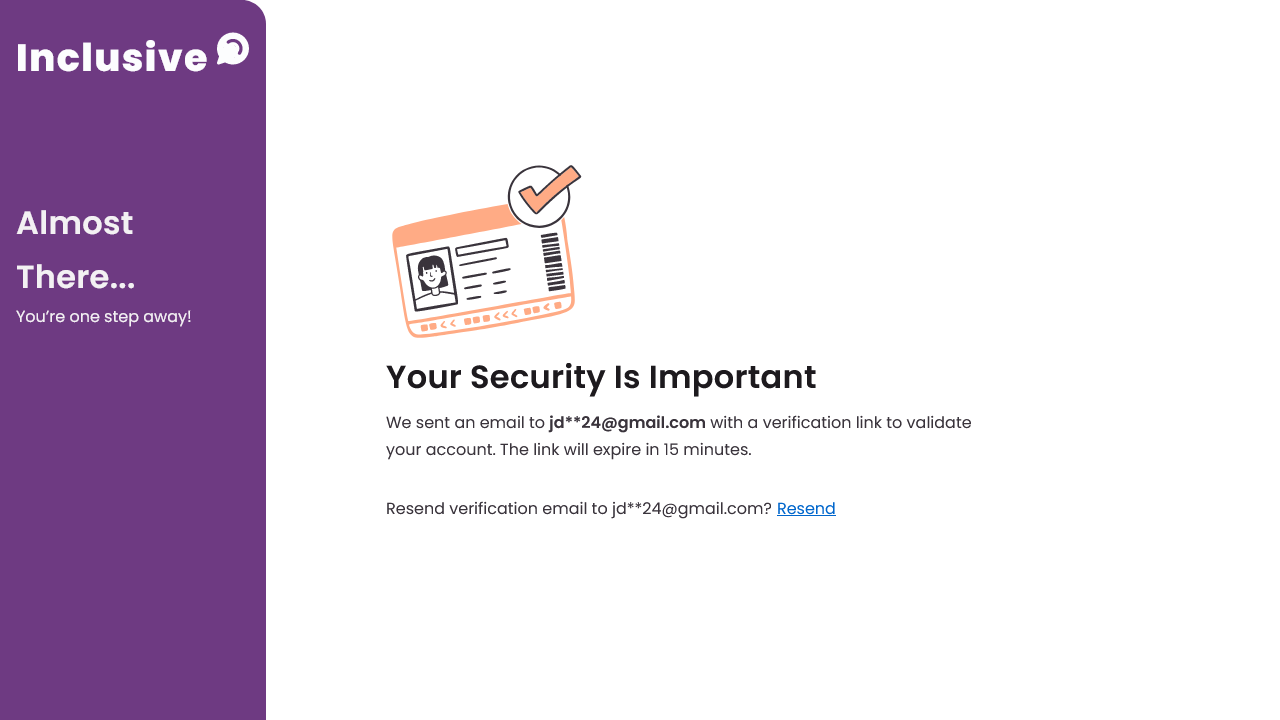 Inclusive
Almost
There...
You’re one step away!
Your Security Is Important
We sent an email to jd**24@gmail.com with a verification link to validate
your account. The link will expire in 15 minutes.
Resend verification email to jd**24@gmail.com? Resend